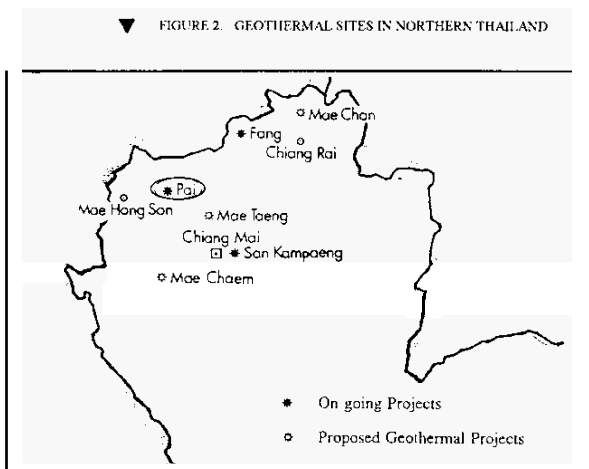 FIGURE 2. GEOTHERMAL SITES IN NORTHERN THAILAND
Mae Chan
Fang
Chiang Rai
Pai
Mae Hong Son
Mae Taeng
Chiang Mai
San Kampaeng
Mae Chaem
On going Projects
Proposed Geothermal Projects